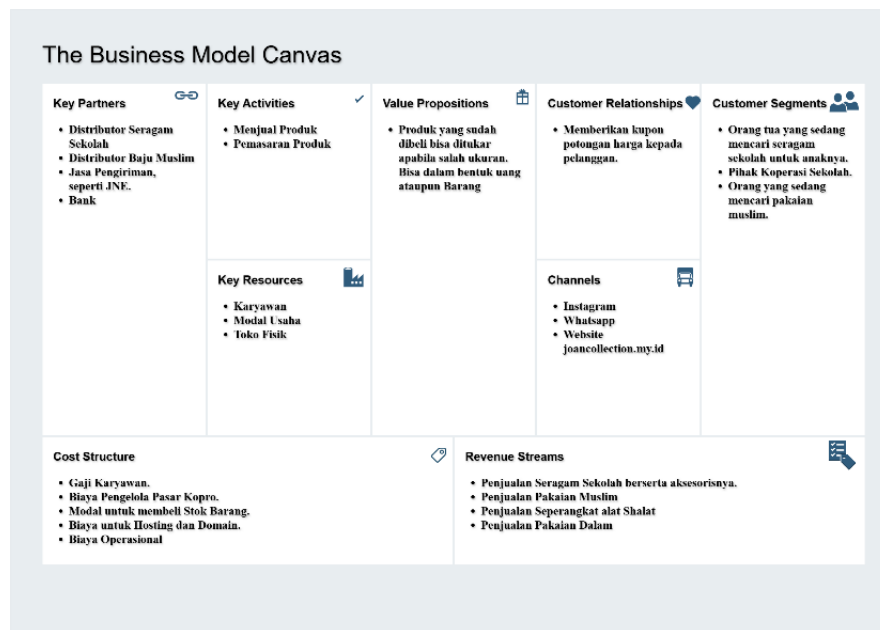 The Business Model Canvas
Key Partners
• Distributor Seragam
Sekolah
• Distributor Baju Muslim
• Jasa Pengiriman,
seperti JNE.
• Bank
Key Activities
• Menjual Produk
• Pemasaran Produk
Key Resources
• Karyawan
• Modal Usaha
• Toko Fisik
Value Propositions
• Produk yang sudah
dibeli bisa ditukar
apabila salah ukuran.
Bisa dalam bentuk uang
ataupun Barang
Customer Relationships
• Memberikan kupon
potongan harga kepada
pelanggan.
Channels
• Instagram
• Whatsapp
• Website
joancollection.my.id
Customer Segments
• Orang tua yang sedang
mencari seragam
sekolah untuk anaknya.
• Pihak Koperasi Sekolah.
• Orang yang sedang
mencari pakaian
muslim.
Cost Structure
• Gaji Karyawan.
• Biaya Pengelola Pasar Kopro.
• Modal untuk membeli Stok Barang.
• Biaya untuk Hosting dan Domain.
• Biaya Operasional
Revenue Streams
• Penjualan Seragam Sekolah berserta aksesorisnya.
• Penjualan Pakaian Muslim
• Penjualan Seperangkat alat Shalat
• Penjualan Pakaian Dalam